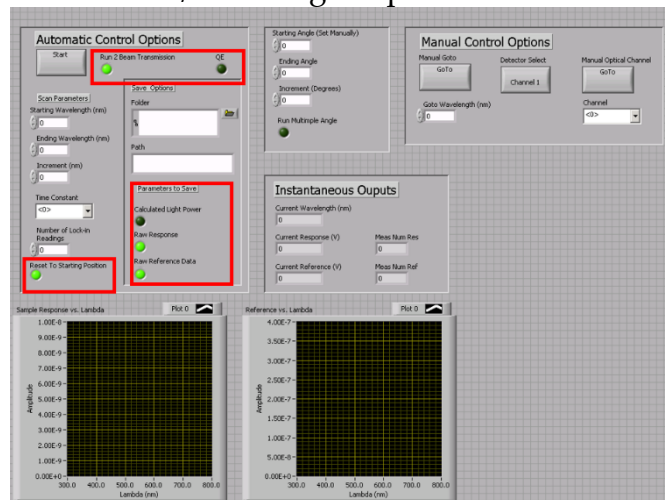 Automatic Control Options
Start
Run 2 Beam Transmission
QE
Scan Parameters
Starting Wavelength (nm)
0
Ending Wavelength (nm)
0
Increment (nm)
0
Time Constant
<0>
Number of Lock-in
Readings
0
Reset To Starting Position
Save Options
Folder
%
Path
Parameters to Save
Calculated Light Power
Raw Response
Raw Reference Data
Starting Angle (Set Manually)
0
Ending Angle
0
Increment (Degrees)
0
Run Multimple Angle
Manual Control Options
Manual Goto
GoTo
Goto Wavelength (nm)
0
Detector Select
Channel 1
Manual Optical Channel
GoTo
Channel
<0>
Instantaneous Ouputs
Current Wavelength (nm)
0
Current Response (V)
0
Meas Num Res
0
Current Reference (V)
0
Meas Num Ref
0
Sample Response vs. Lambda
Plot 0
Amplitude
1.00E-8
9.00E-9
8.00E-9
7.00E-9
6.00E-9
5.00E-9
4.00E-9
3.00E-9
2.00E-9
1.00E-9
0.00E+0
300.0 400.0 500.0 600.0 700.0 800.0
Lambda (nm)
Reference vs. Lambda
Plot 0
Amplitude
4.00E-7
3.50E-7
3.00E-7
2.50E-7
2.00E-7
1.50E-7
1.00E-7
5.00E-8
0.00E+0
300.0 400.0 500.0 600.0 700.0 800.0
Lambda (nm)